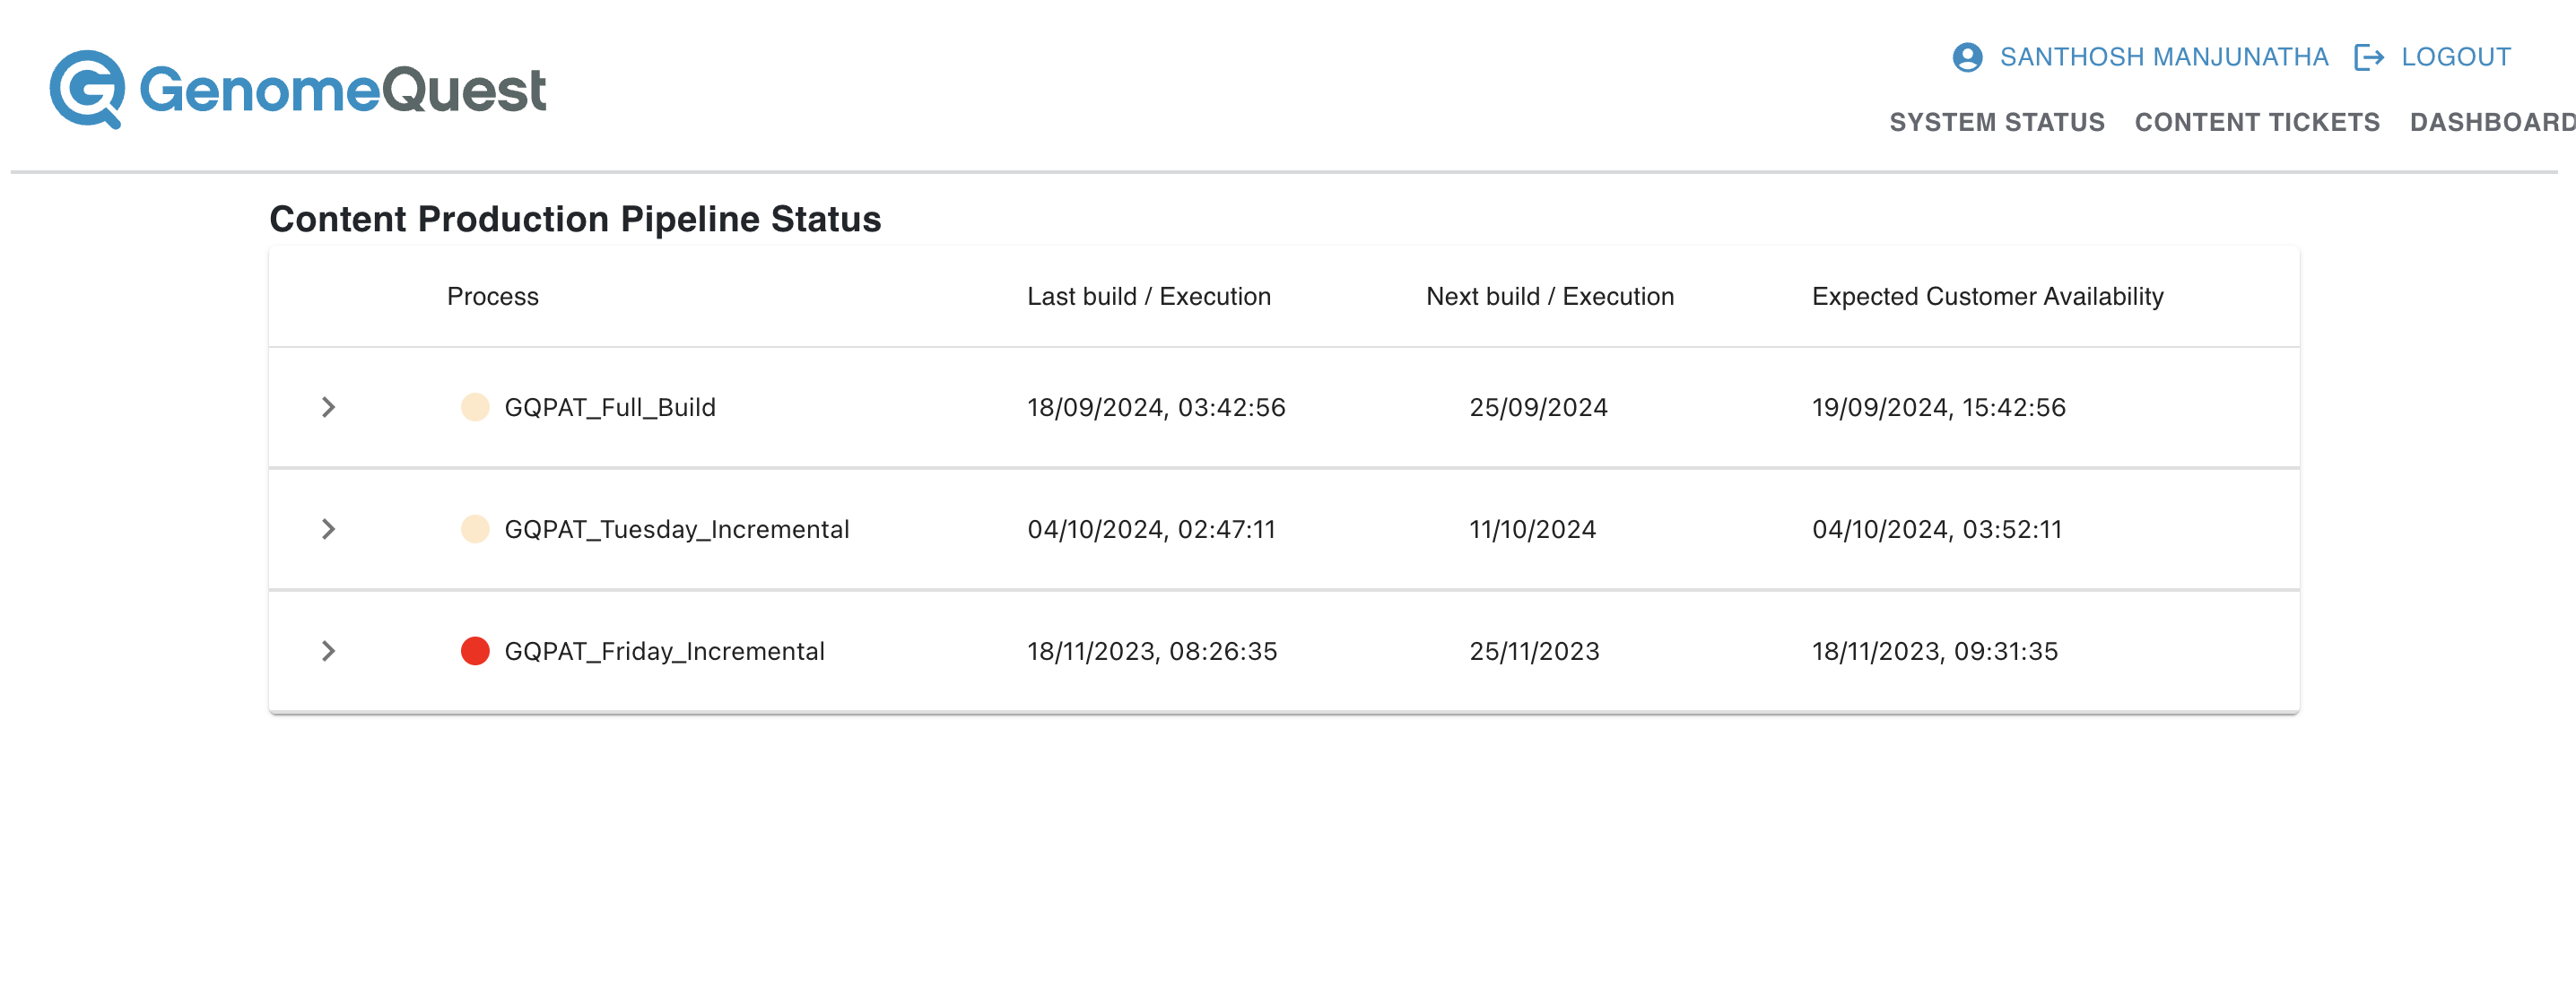 GenomeQuest
SANTHOSH MANJUNATHA LOGOUT
SYSTEM STATUS CONTENT TICKETS DASHBOARD
Content Production Pipeline Status
Process Last build / Execution Next build / Execution Expected Customer Availability
GQPAT_Full_Build 18/09/2024, 03:42:56 25/09/2024 19/09/2024, 15:42:56
GQPAT_Tuesday_Incremental 04/10/2024, 02:47:11 11/10/2024 04/10/2024, 03:52:11
GQPAT_Friday_Incremental 18/11/2023, 08:26:35 25/11/2023 18/11/2023, 09:31:35